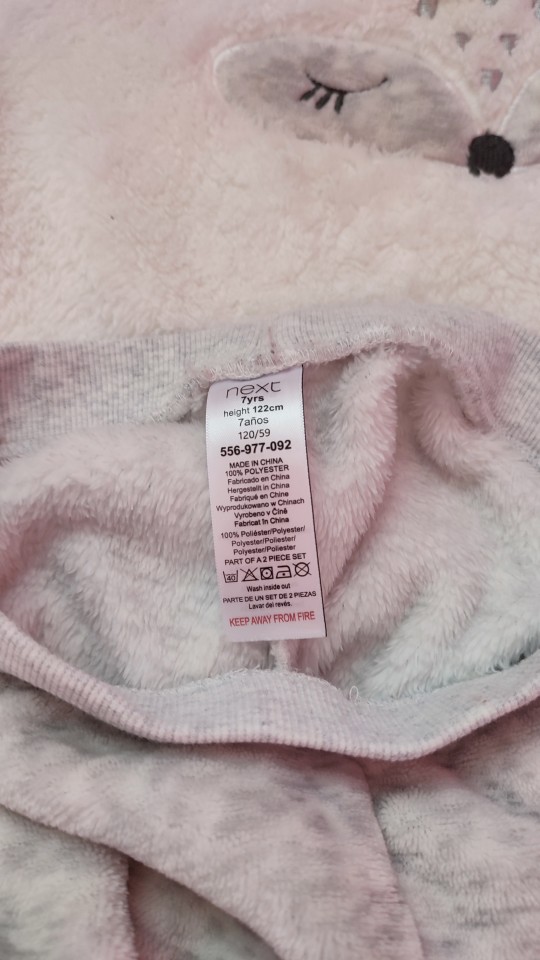 next
7yrs
height 122cm
7años
120/59
556-977-092
MADE IN CHINA
100% POLYESTER
Fabricado en China
Hergestellt in China
Fabriqué en Chine
Wyprodukowano w Chinach
Vyrobeno v Číně
Fabricat în China
100% Poliéster/Polyester/
Polyester/Poliester/
Polyester/Poliester
PART OF A 2 PIECE SET
40
Wash inside out
PARTE DE UN SET DE 2 PIEZAS
Lavar del revés.
KEEP AWAY FROM FIRE